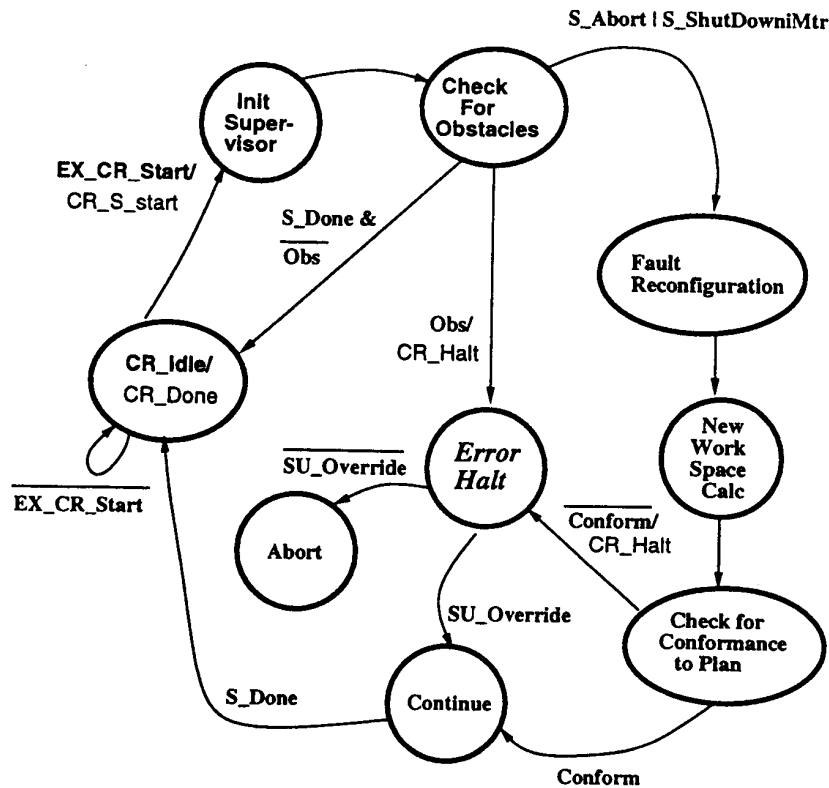 S_Abort | S_ShutDowniMtr
Init
Super-
visor
Check
For
Obstacles
EX_CR_Start/
CR_S_start
S_Done &
Obs
Fault
Reconfiguration
Obs/
CR_Halt
CR_Idle/
CR_Done
New
Work
Space
Calc
Error
Halt
SU_Override
EX_CR_Start
Conform/
CR_Halt
Abort
SU_Override
Check for
Conformance
to Plan
S_Done
Continue
Conform